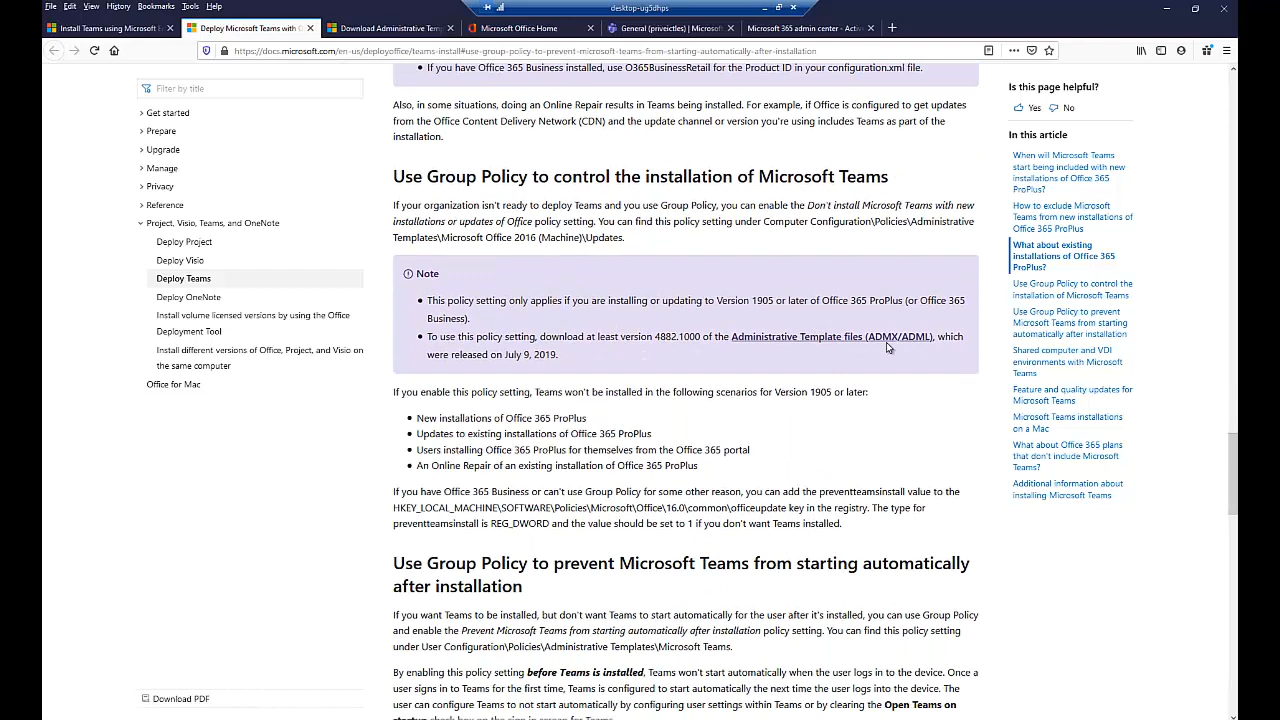 File Edit View History Bookmarks Tools Help
desktop-ug5dhps
Install Teams using Microsoft E
Deploy Microsoft Teams with O
Download Administrative Temp
Microsoft Office Home
General (priveictles) | Microsoft
Microsoft 365 admin center - Activ
https://docs.microsoft.com/en-us/deployoffice/teams-install#use-group-policy-to-prevent-microsoft-teams-from-starting-automatically-after-installation
Filter by title
Get started
Prepare
Upgrade
Manage
Privacy
Reference
Project, Visio, Teams, and OneNote
Deploy Project
Deploy Visio
Deploy Teams
Deploy OneNote
Install volume licensed versions by using the Office
Deployment Tool
Install different versions of Office, Project, and Visio on
the same computer
Office for Mac
Download PDF
If you have Office 365 Business installed, use O365BusinessRetail for the Product ID in your configuration.xml file.
Also, in some situations, doing an Online Repair results in Teams being installed. For example, if Office is configured to get updates
from the Office Content Delivery Network (CDN) and the update channel or version you're using includes Teams as part of the
installation.
Use Group Policy to control the installation of Microsoft Teams
If your organization isn't ready to deploy Teams and you use Group Policy, you can enable the Don't install Microsoft Teams with new
installations or updates of Office policy setting. You can find this policy setting under Computer Configuration\Policies\Administrative
Templates\Microsoft Office 2016 (Machine)\Updates.
Note
This policy setting only applies if you are installing or updating to Version 1905 or later of Office 365 ProPlus (or Office 365
Business).
To use this policy setting, download at least version 4882.1000 of the Administrative Template files (ADMX/ADML), which
were released on July 9, 2019.
If you enable this policy setting, Teams won't be installed in the following scenarios for Version 1905 or later:
New installations of Office 365 ProPlus
Updates to existing installations of Office 365 ProPlus
Users installing Office 365 ProPlus for themselves from the Office 365 portal
An Online Repair of an existing installation of Office 365 ProPlus
If you have Office 365 Business or can't use Group Policy for some other reason, you can add the preventteamsinstall value to the
HKEY_LOCAL_MACHINE\SOFTWARE\Policies\Microsoft\Office\16.0\common\officeupdate key in the registry. The type for
preventteamsinstall is REG_DWORD and the value should be set to 1 if you don't want Teams installed.
Use Group Policy to prevent Microsoft Teams from starting automatically
after installation
If you want Teams to be installed, but don't want Teams to start automatically for the user after it's installed, you can use Group Policy
and enable the Prevent Microsoft Teams from starting automatically after installation policy setting. You can find this policy setting
under User Configuration\Policies\Administrative Templates\Microsoft Teams.
By enabling this policy setting before Teams is installed, Teams won't start automatically when the user logs in to the device. Once a
user signs in to Teams for the first time, Teams is configured to start automatically the next time the user logs into the device. The
user can configure Teams to not start automatically by configuring user settings within Teams or by clearing the Open Teams on
startup check box on the sign in screen for Teams.
Is this page helpful?
Yes No
In this article
When will Microsoft Teams
start being included with new
installations of Office 365
ProPlus?
How to exclude Microsoft
Teams from new installations of
Office 365 ProPlus
What about existing
installations of Office 365
ProPlus?
Use Group Policy to control the
installation of Microsoft Teams
Use Group Policy to prevent
Microsoft Teams from starting
automatically after installation
Shared computer and VDI
environments with Microsoft
Teams
Feature and quality updates for
Microsoft Teams
Microsoft Teams installations
on a Mac
What about Office 365 plans
that don't include Microsoft
Teams?
Additional information about
installing Microsoft Teams